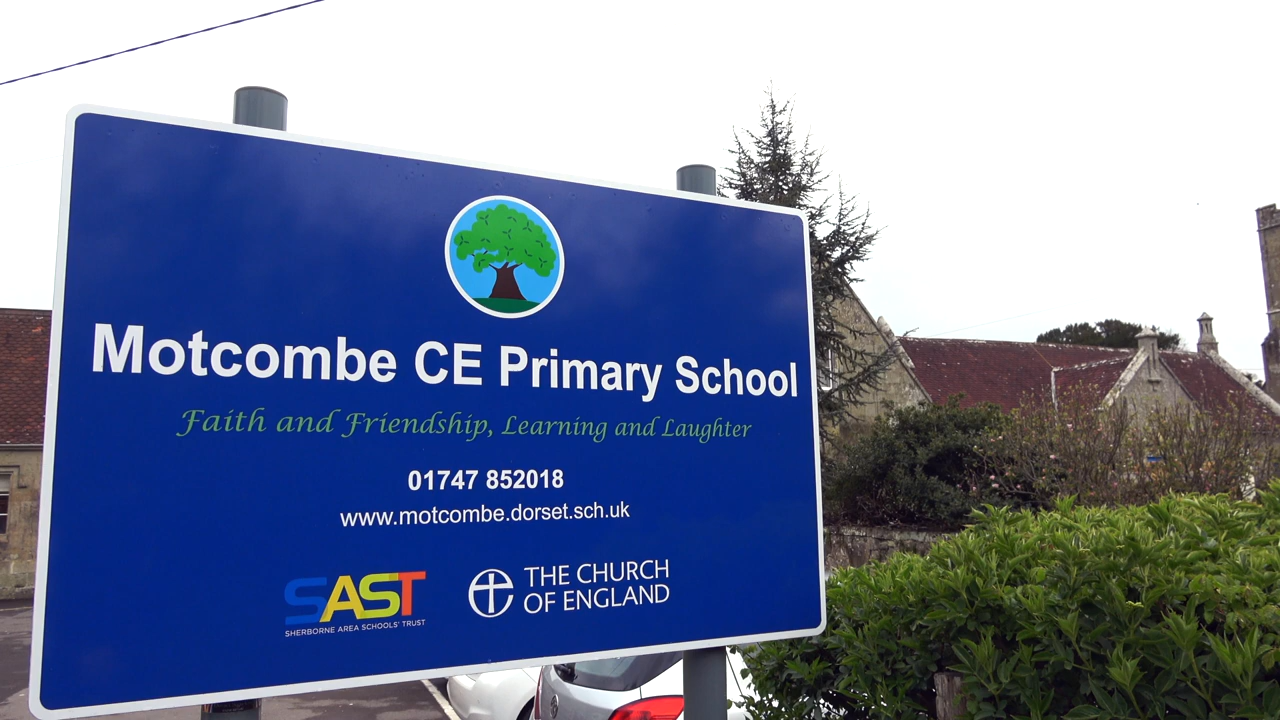 Motcombe CE Primary School
Faith and Friendship, Learning and Laughter
01747 852018
www.motcombe.dorset.sch.uk
SAST
SHERBORNE AREA SCHOOLS' TRUST
THE CHURCH
OF ENGLAND